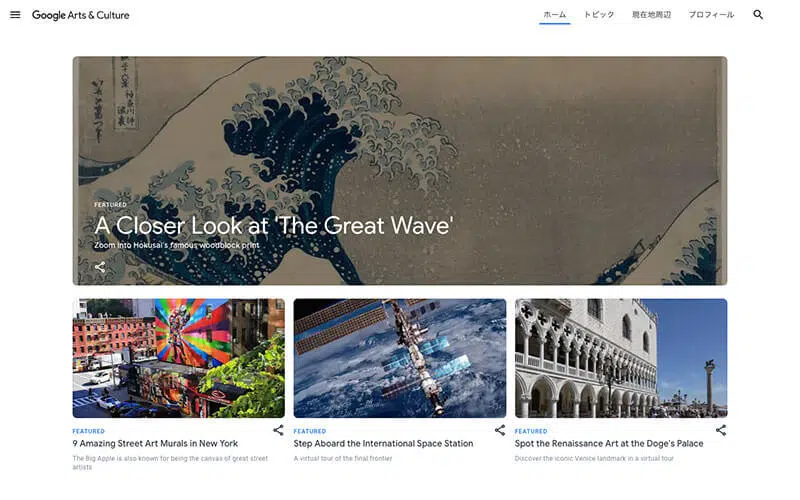 Google Arts & Culture
ホーム
トピック
現在地周辺
プロフィール
FEATURED
A Closer Look at 'The Great Wave'
Zoom into Hokusai's famous woodblock print
FEATURED
9 Amazing Street Art Murals in New York
The Big Apple is also known for being the canvas of great street
artists
FEATURED
Step Aboard the International Space Station
A virtual tour of the final frontier
FEATURED
Spot the Renaissance Art at the Doge's Palace
Discover the iconic Venice landmark in a virtual tour